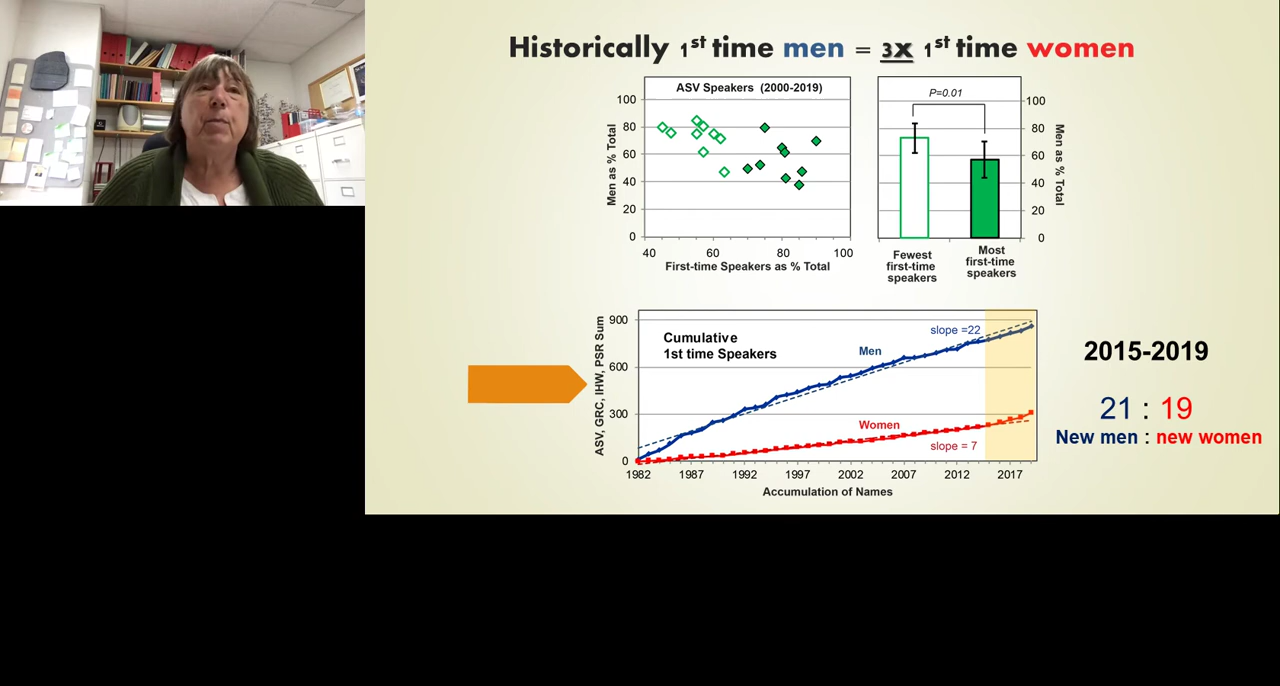 Historically 1st time men = 3x 1st time women
ASV Speakers (2000-2019)
Men as % Total
100
80
60
40
20
0
40
60
80
100
First-time Speakers as % Total
P=0.01
100
80
60
40
20
0
Men as % Total
Fewest
first-time
speakers
Most
first-time
speakers
ASV, GRC, IHW, PSR Sum
900
600
300
0
Cumulative
1st time Speakers
slope =22
Men
Women
slope = 7
1982
1987
1992
1997
2002
2007
2012
2017
Accumulation of Names
2015-2019
21 : 19
New men : new women